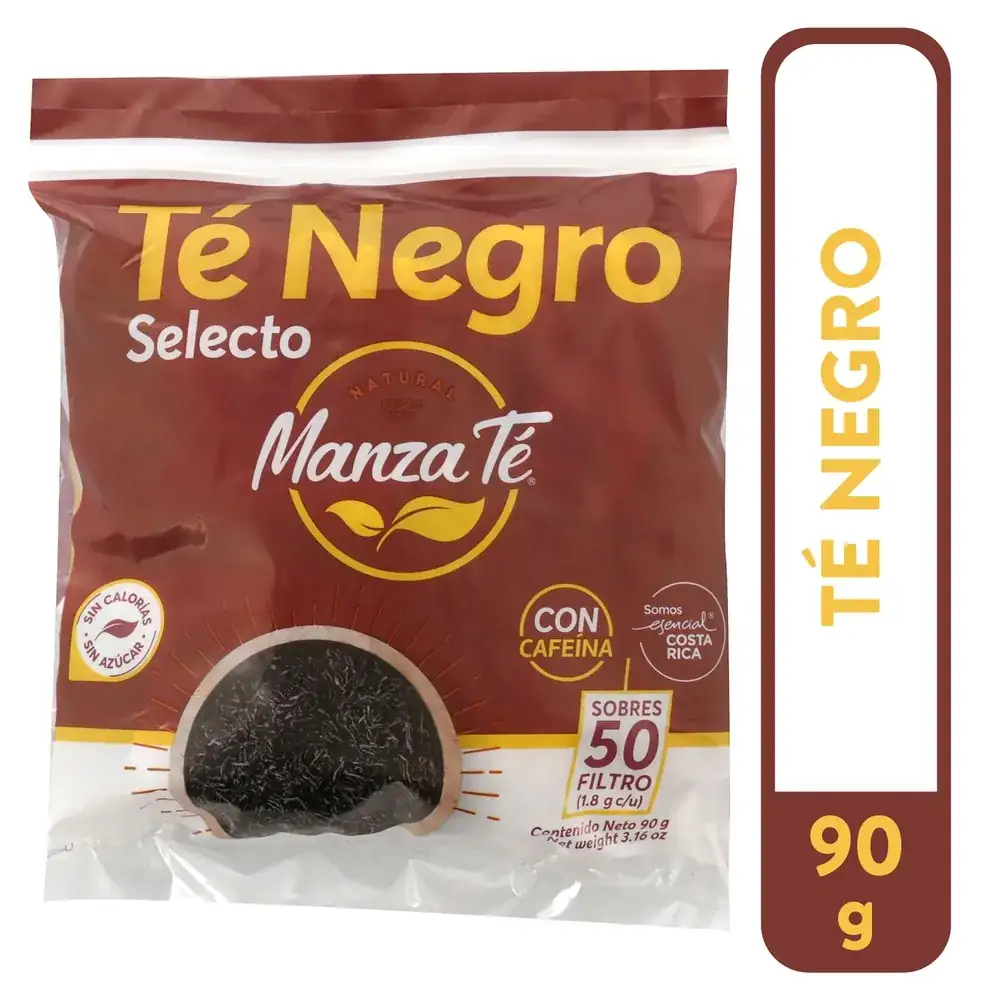 Té Negro
Selecto
NATURAL
Manza Té®
SIN CALORÍAS
SIN AZÚCAR
CON
CAFEÍNA
Somos
esencial®
COSTA
RICA
SOBRES
50
FILTRO
(1.8 g c/u)
Contenido Neto 90 g
Net weight 3.16 oz
TÉ NEGRO
90
g